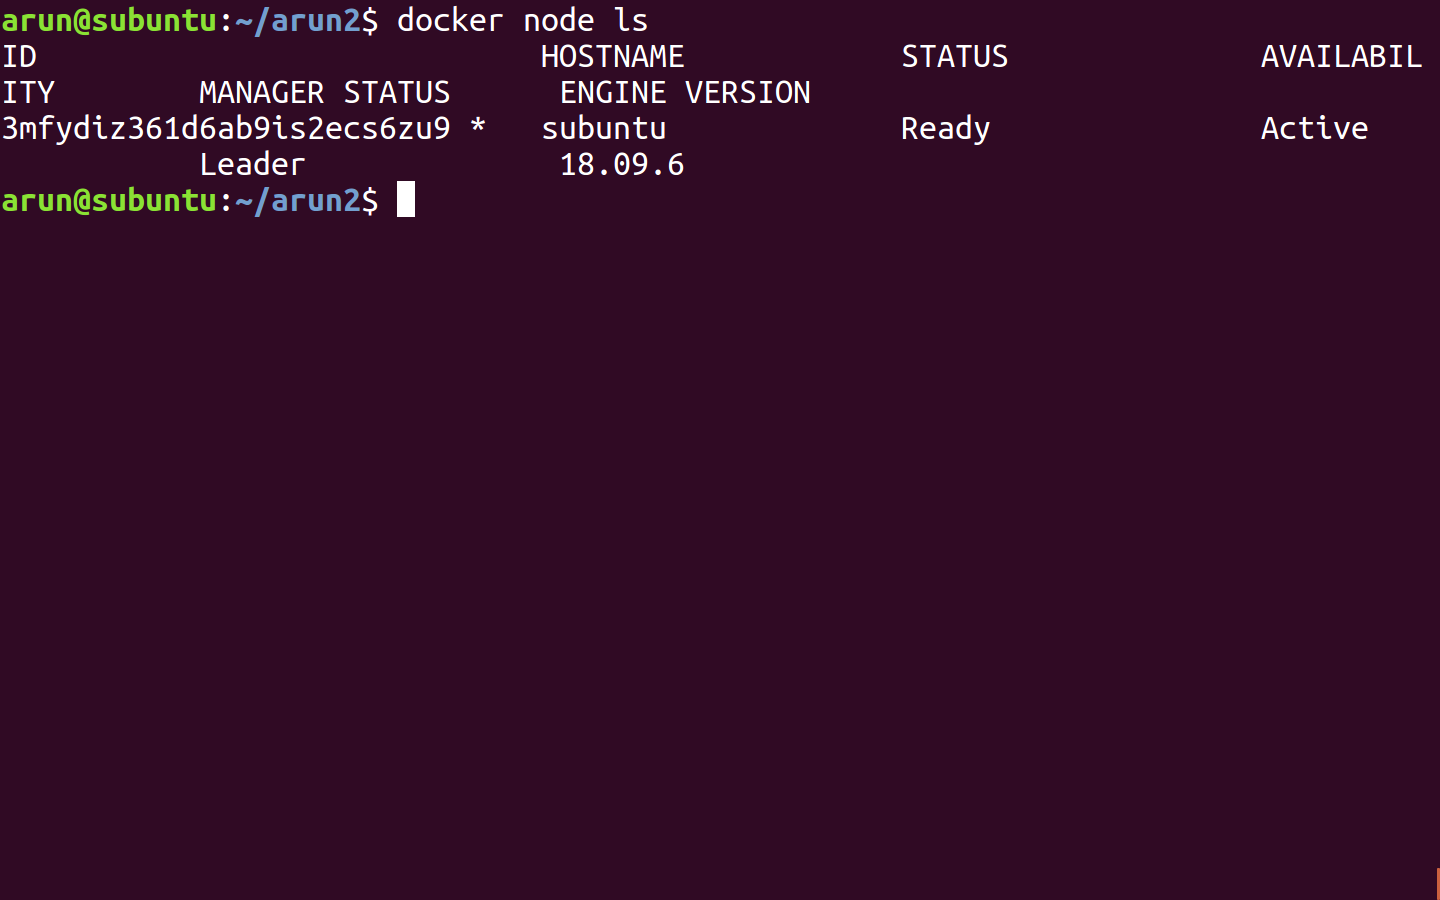 arun@subuntu:~/arun2$ docker node ls
ID                            HOSTNAME            STATUS              AVAILABIL
ITY        MANAGER STATUS      ENGINE VERSION
3mfydiz361d6ab9is2ecs6zu9 *   subuntu             Ready               Active
           Leader              18.09.6
arun@subuntu:~/arun2$